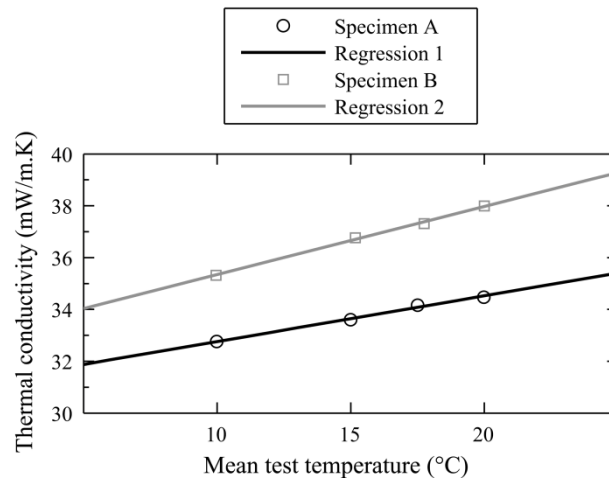 Specimen A
Regression 1
Specimen B
Regression 2
Thermal conductivity (mW/m.K)
40
38
36
34
32
30
10
15
20
Mean test temperature (°C)